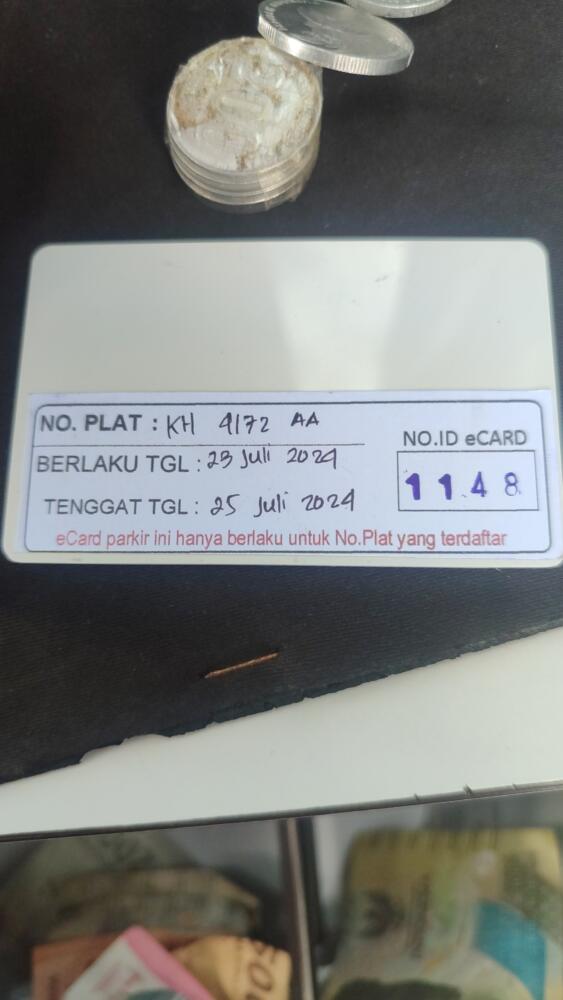 NO. PLAT : KH 4172 AA
BERLAKU TGL : 23 Juli 2024
TENGGAT TGL : 25 Juli 2024
NO.ID eCARD
1148
eCard parkir ini hanya berlaku untuk No.Plat yang terdaftar